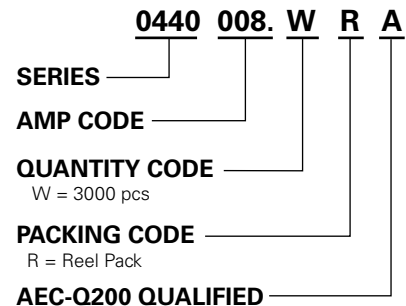 0440 008. W R A
SERIES
AMP CODE
QUANTITY CODE
W = 3000 pcs
PACKING CODE
R = Reel Pack
AEC-Q200 QUALIFIED